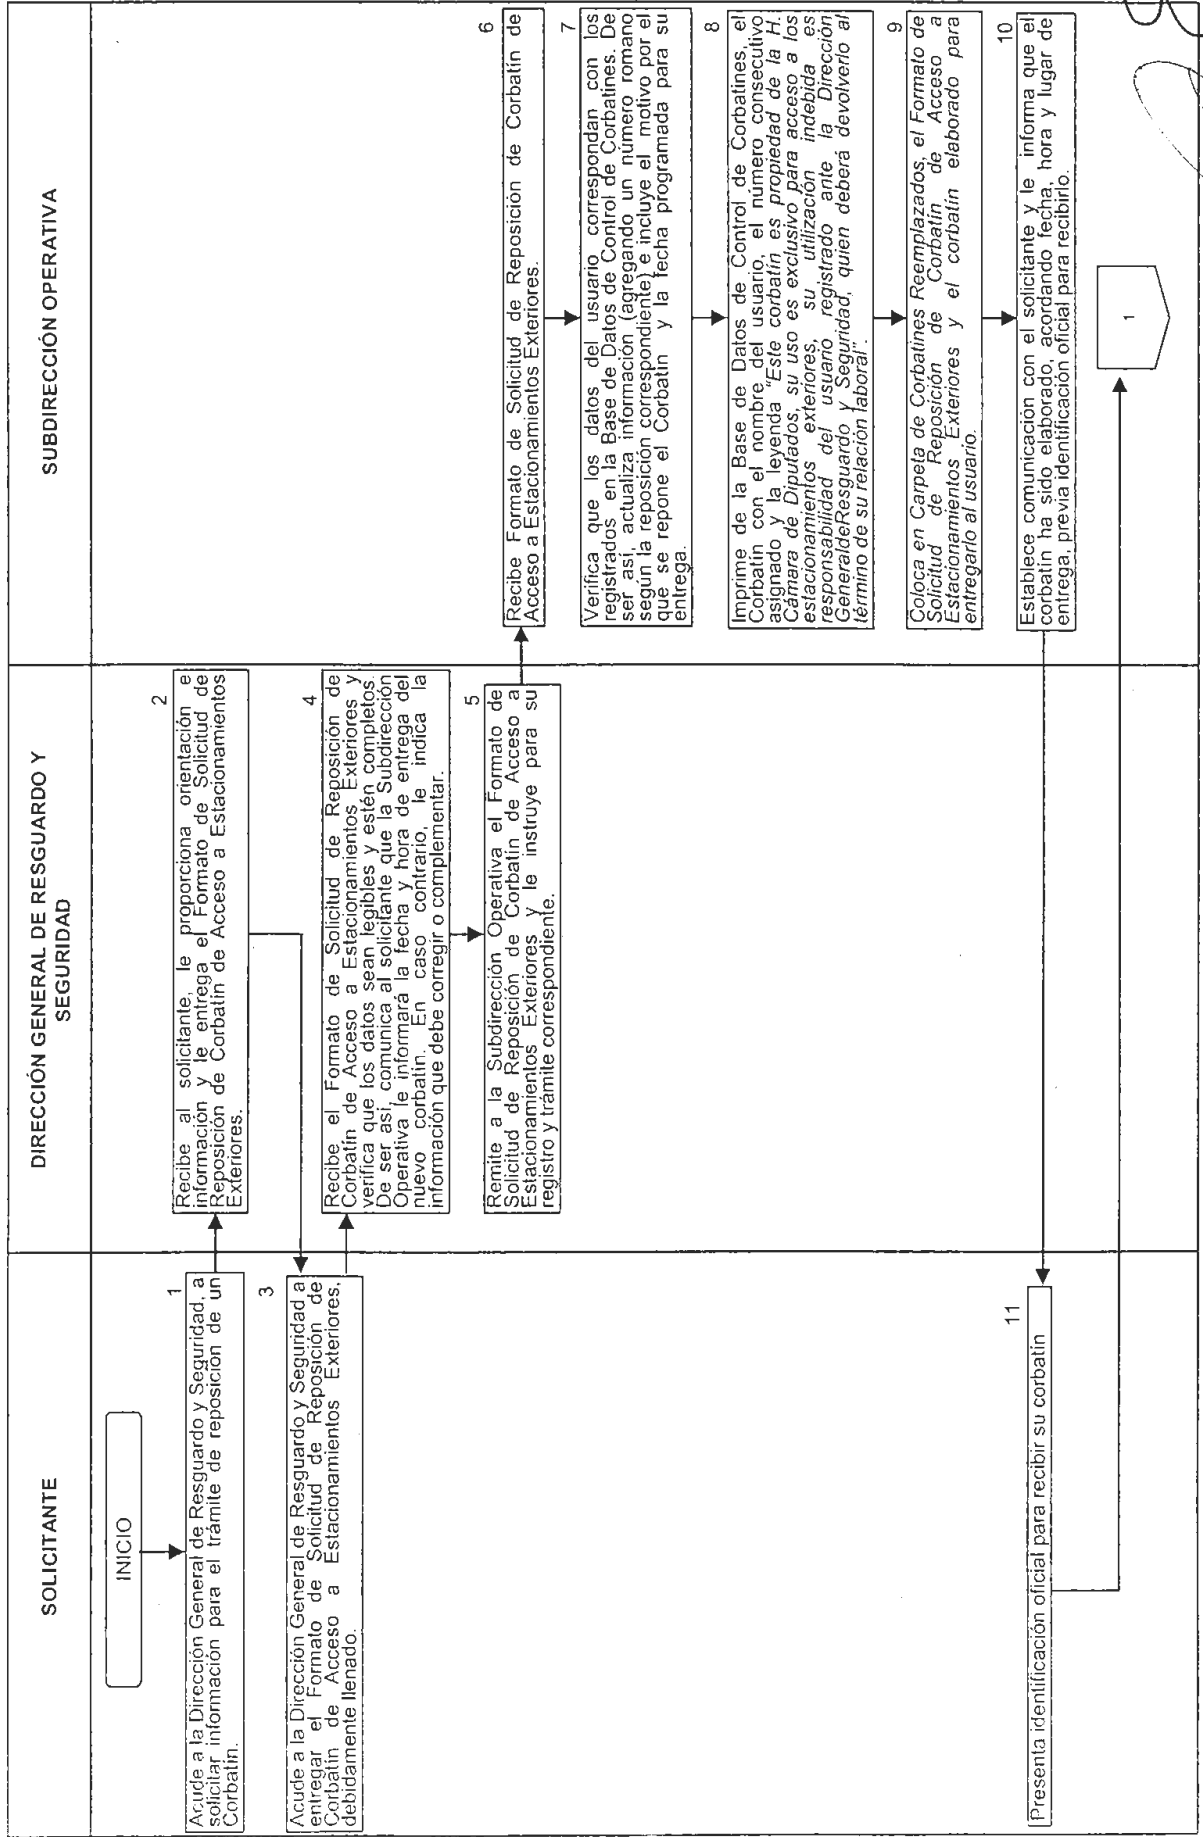 SOLICITANTE
DIRECCIÓN GENERAL DE RESGUARDO Y
SEGURIDAD
SUBDIRECCIÓN OPERATIVA
INICIO
1
Acude a la Dirección General de Resguardo y Seguridad, a
solicitar información para el trámite de reposición de un
Corbatín.
2
Recibe al solicitante, le proporciona orientación e
información y le entrega el Formato de Solicitud de
Reposición de Corbatín de Acceso a Estacionamientos
Exteriores.
3
Acude a la Dirección General de Resguardo y Seguridad a
entregar el Formato de Solicitud de Reposición de
Corbatín de Acceso a Estacionamientos Exteriores,
debidamente llenado.
4
Recibe el Formato de Solicitud de Reposición de
Corbatín de Acceso a Estacionamientos Exteriores y
verifica que los datos sean legibles y estén completos.
De ser así, comunica al solicitante que la Subdirección
Operativa le informará la fecha y hora de entrega del
nuevo corbatín. En caso contrario, le indica la
información que debe corregir o complementar.
5
Remite a la Subdirección Operativa el Formato de
Solicitud de Reposición de Corbatín de Acceso a
Estacionamientos Exteriores y le instruye para su
registro y trámite correspondiente.
6
Recibe Formato de Solicitud de Reposición de Corbatín de
Acceso a Estacionamientos Exteriores.
7
Verifica que los datos del usuario correspondan con los
registrados en la Base de Datos de Control de Corbatines. De
ser así, actualiza información (agregando un número romano
según la reposición correspondiente) e incluye el motivo por el
que se repone el Corbatín y la fecha programada para su
entrega.
8
Imprime de la Base de Datos de Control de Corbatines, el
Corbatín con el nombre del usuario, el número consecutivo
asignado y la leyenda "Este corbatín es propiedad de la H.
Cámara de Diputados, su uso es exclusivo para acceso a los
estacionamientos exteriores, su utilización indebida es
responsabilidad del usuario registrado ante la Dirección
GeneraldeResguardo y Seguridad, quien deberá devolverlo al
término de su relación laboral".
9
Coloca en Carpeta de Corbatines Reemplazados, el Formato de
Solicitud de Reposición de Corbatín de Acceso a
Estacionamientos Exteriores y el corbatín elaborado para
entregarlo al usuario.
10
Establece comunicación con el solicitante y le informa que el
corbatín ha sido elaborado, acordando fecha, hora y lugar de
entrega, previa identificación oficial para recibirlo.
11
Presenta identificación oficial para recibir su corbatín
1